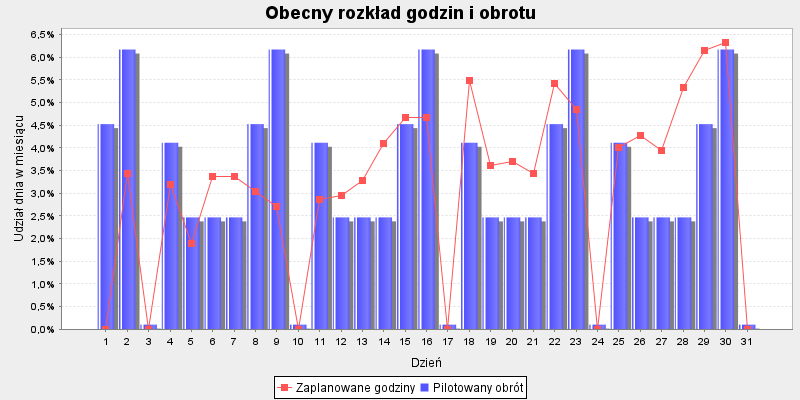 Obecny rozkład godzin i obrotu
Udział dnia w miesiącu
6,5%
6,0%
5,5%
5,0%
4,5%
4,0%
3,5%
3,0%
2,5%
2,0%
1,5%
1,0%
0,5%
0,0%
1 2 3 4 5 6 7 8 9 10 11 12 13 14 15 16 17 18 19 20 21 22 23 24 25 26 27 28 29 30 31
Dzień
Zaplanowane godziny Pilotowany obrót